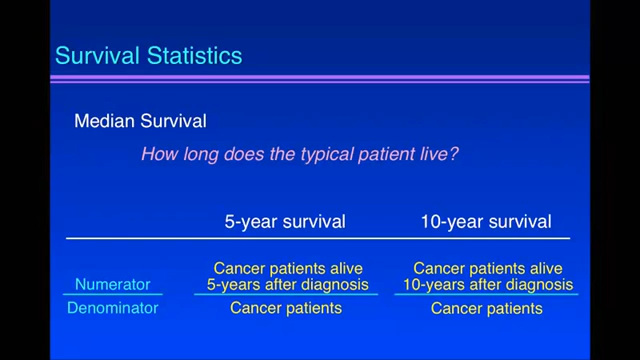 Survival Statistics
Median Survival
How long does the typical patient live?
5-year survival 10-year survival
Cancer patients alive Cancer patients alive
Numerator 5-years after diagnosis 10-years after diagnosis
Denominator Cancer patients Cancer patients